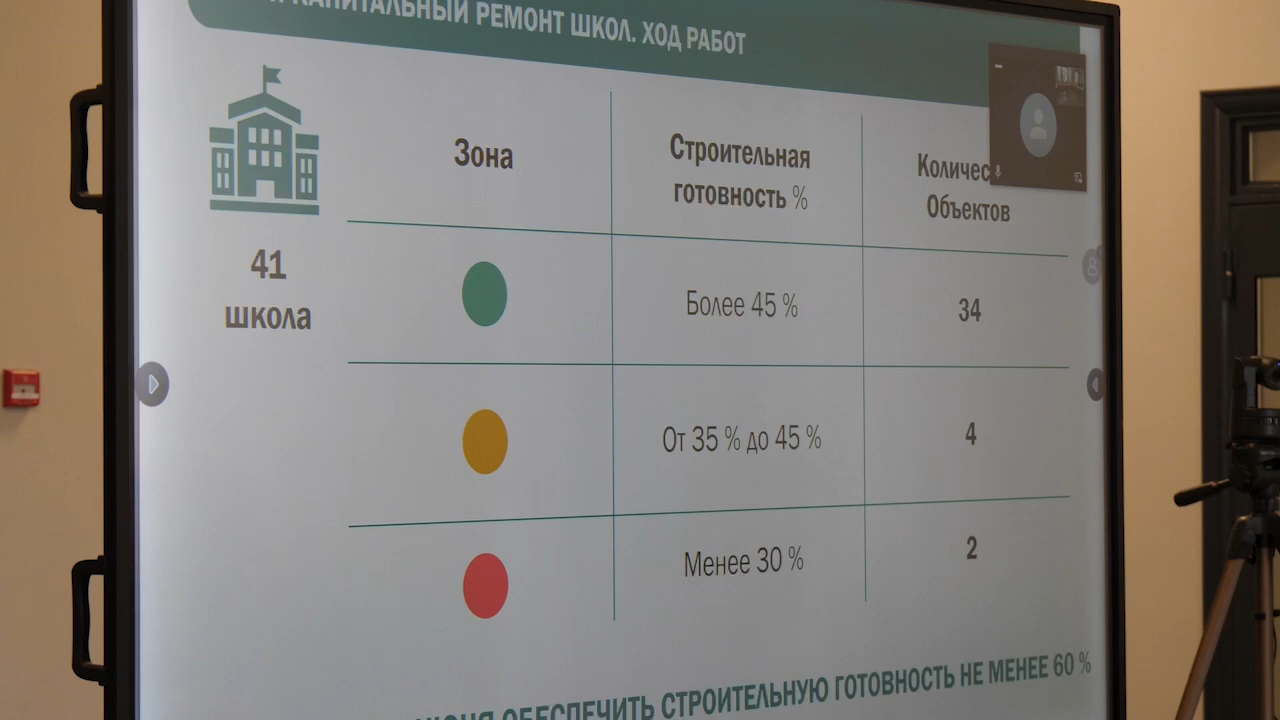 КАПИТАЛЬНЫЙ РЕМОНТ ШКОЛ. ХОД РАБОТ
41
школа
Зона
Строительная
готовность %
Количес
Объектов
Более 45 %
34
От 35 % до 45 %
4
Менее 30 %
2
ОБЕСПЕЧИТЬ СТРОИТЕЛЬНУЮ ГОТОВНОСТЬ НЕ МЕНЕЕ 60 %